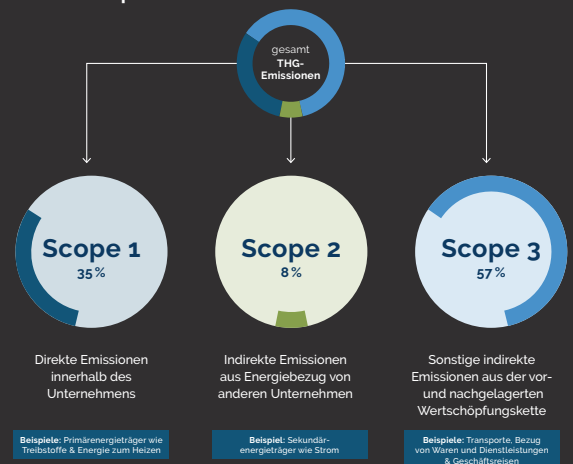 gesamt
THG-
Emissionen
Scope 1
35 %
Scope 2
8 %
Scope 3
57 %
Direkte Emissionen
innerhalb des
Unternehmens
Indirekte Emissionen
aus Energiebezug von
anderen Unternehmen
Sonstige indirekte
Emissionen aus der vor-
und nachgelagerten
Wertschöpfungskette
Beispiele: Primärenergieträger wie
Treibstoffe & Energie zum Heizen
Beispiel: Sekundär-
energieträger wie Strom
Beispiele: Transporte, Bezug
von Waren und Dienstleistungen
& Geschäftsreisen